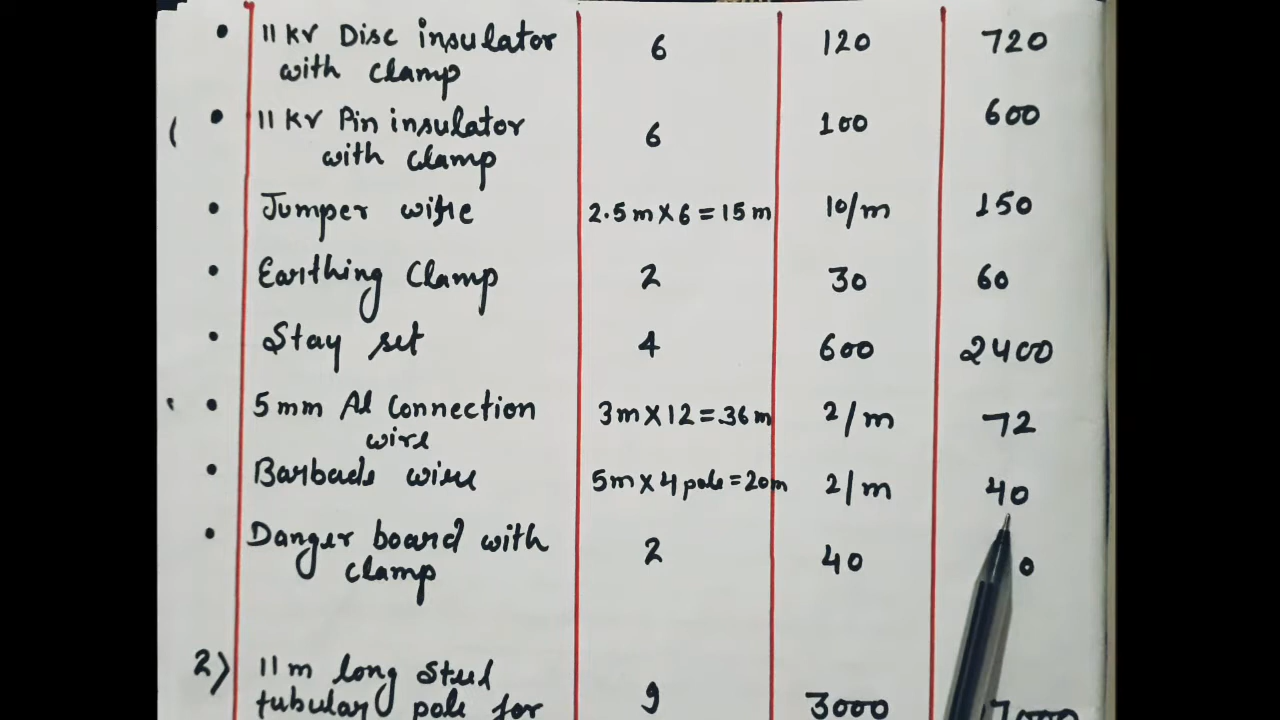 • 11 kv Disc insulator 6 120 720
with clamp
• 11 kv Pin insulator 6 100 600
with clamp
• Jumper wire 2.5 m X 6 = 15 m 10/m 150
• Earthing Clamp 2 30 60
• Stay set 4 600 2400
• 5 mm Al Connection 3m X 12 = 36 m 2/m 72
wire
• Barbads wire 5m X 4 pole = 20m 2/m 40
• Danger board with 2 40 0
clamp
2) 11 m long Steel
tubular pole for 9 3000 7000